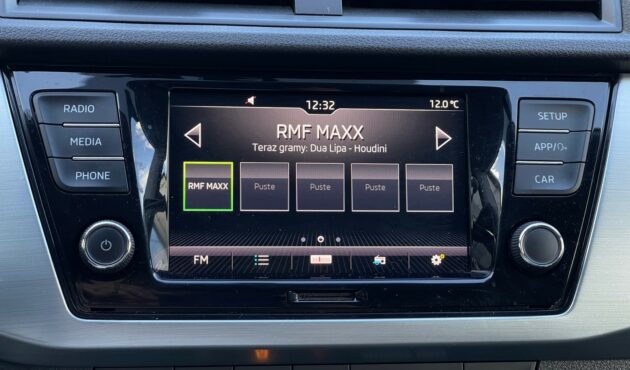 12:32
12.0 °C
RADIO
MEDIA
PHONE
RMF MAXX
Teraz gramy: Dua Lipa - Houdini
RMF MAXX
Puste
Puste
Puste
Puste
FM
SETUP
APP/
CAR